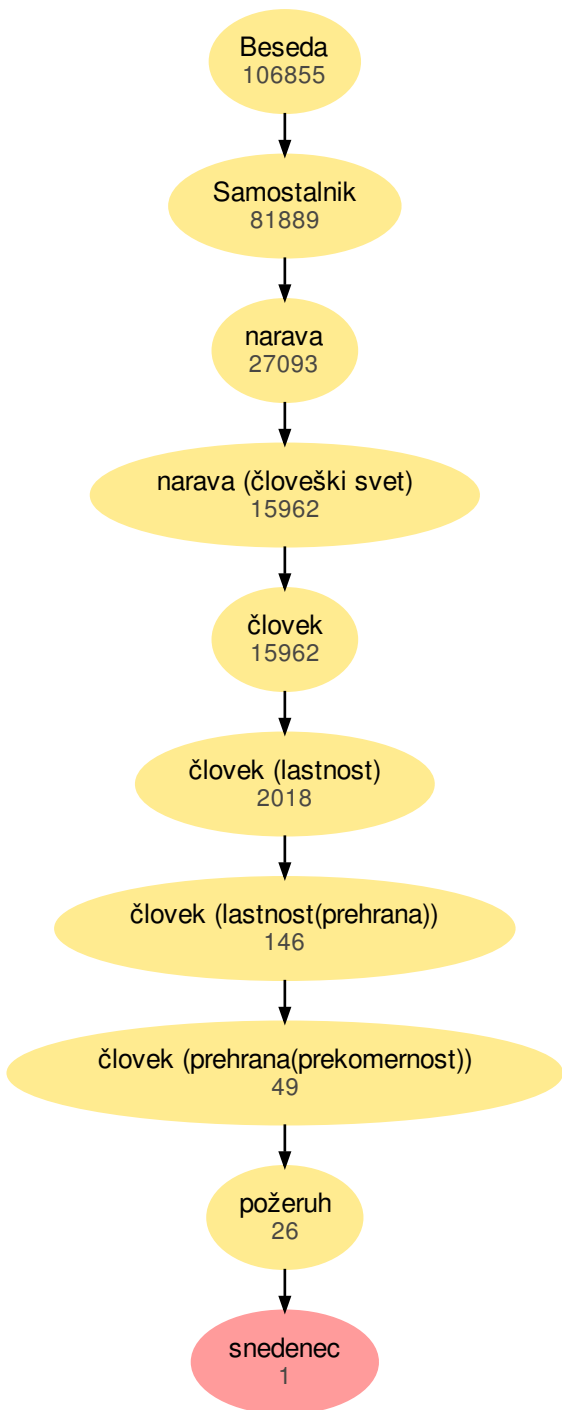 Beseda
106855
Samostalnik
81889
narava
27093
narava (človeški svet)
15962
človek
15962
človek (lastnost)
2018
človek (lastnost(prehrana))
146
človek (prehrana(prekomernost))
49
požeruh
26
snedenec
1